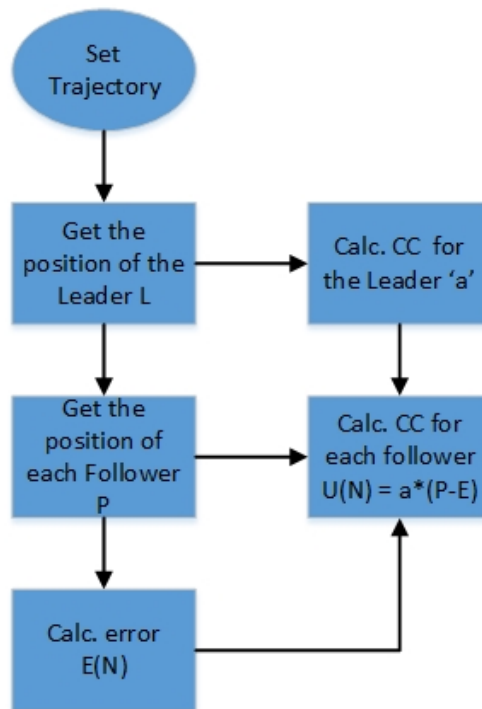 Set
Trajectory
Get the
position of the
Leader L
Calc. CC for
the Leader ‘a’
Get the
position of
each Follower
P
Calc. CC for
each follower
U(N) = a*(P-E)
Calc. error
E(N)